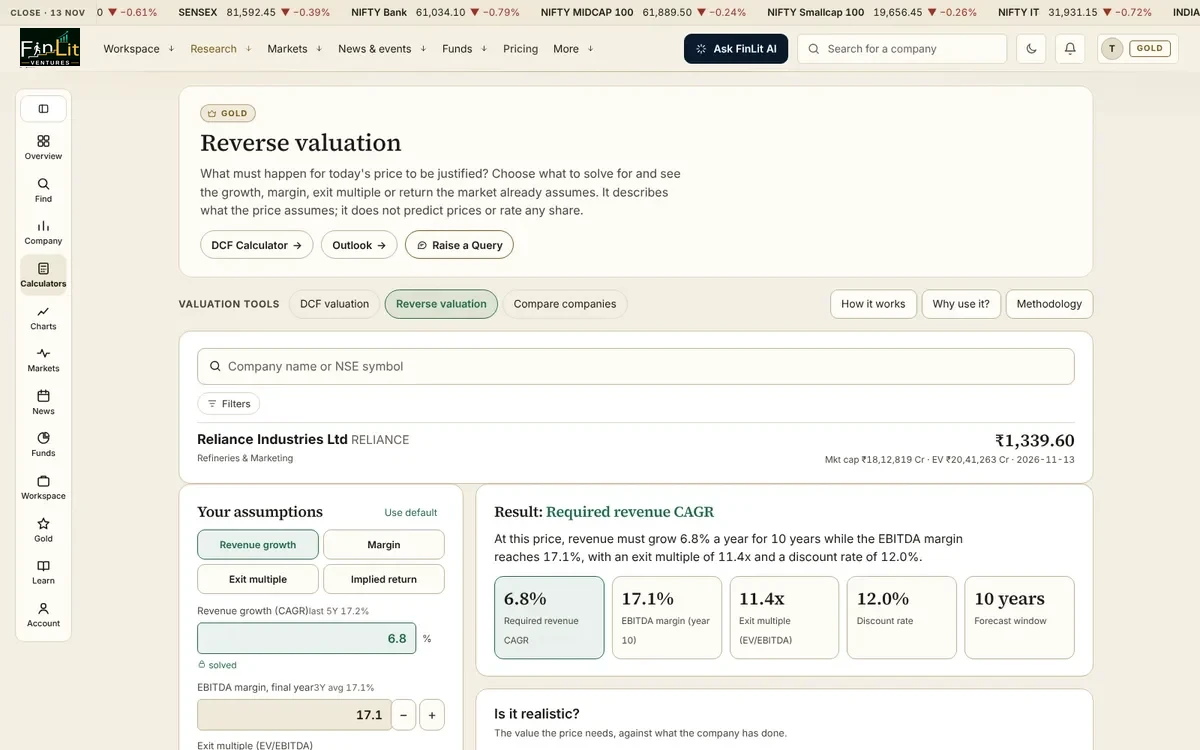 CLOSE · 13 NOV 0 ▼ −0.61% SENSEX 81,592.45 ▼ −0.39% NIFTY Bank 61,034.10 ▼ −0.79% NIFTY MIDCAP 100 61,889.50 ▼ −0.24% NIFTY Smallcap 100 19,656.45 ▼ −0.26% NIFTY IT 31,931.15 ▼ −0.72% INDIA
FinLit
VENTURES
Workspace ↓ Research ↓ Markets ↓ News & events ↓ Funds ↓ Pricing More ↓
Ask FinLit AI
Search for a company
T GOLD
Overview
Find
Company
Calculators
Charts
Markets
News
Funds
Workspace
Gold
Learn
Account
GOLD
Reverse valuation
What must happen for today's price to be justified? Choose what to solve for and see
the growth, margin, exit multiple or return the market already assumes. It describes
what the price assumes; it does not predict prices or rate any share.
DCF Calculator → Outlook → Raise a Query
VALUATION TOOLS DCF valuation Reverse valuation Compare companies How it works Why use it? Methodology
Company name or NSE symbol
Filters
Reliance Industries Ltd RELIANCE ₹1,339.60
Refineries & Marketing Mkt cap ₹18,12,819 Cr · EV ₹20,41,263 Cr · 2026-11-13
Your assumptions Use default
Revenue growth Margin
Exit multiple Implied return
Revenue growth (CAGR)last 5Y 17.2%
6.8 %
solved
EBITDA margin, final year3Y avg 17.1%
17.1 − +
Exit multiple (EV/EBITDA)
Result: Required revenue CAGR
At this price, revenue must grow 6.8% a year for 10 years while the EBITDA margin
reaches 17.1%, with an exit multiple of 11.4x and a discount rate of 12.0%.
6.8%
Required revenue
CAGR
17.1%
EBITDA margin (year
10)
11.4x
Exit multiple
(EV/EBITDA)
12.0%
Discount rate
10 years
Forecast window
Is it realistic?
The value the price needs, against what the company has done.